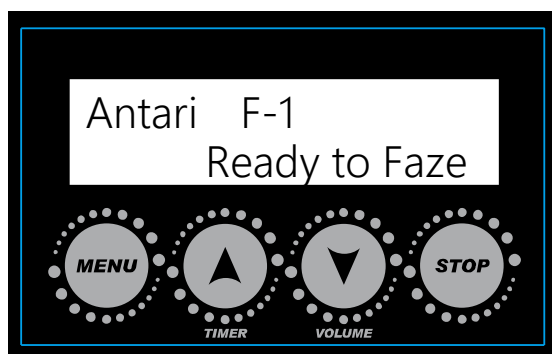 Antari F-1
Ready to Faze
MENU
STOP
TIMER
VOLUME